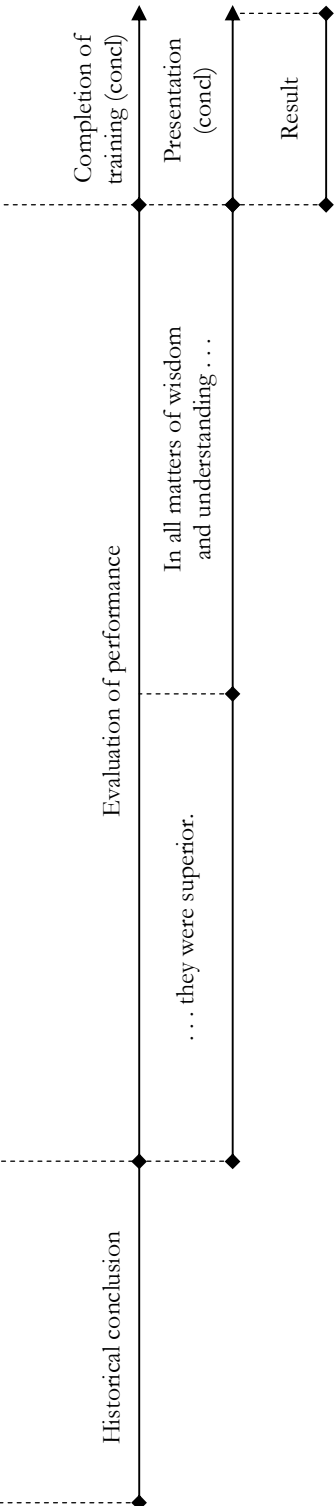 Completion of
training (concl)
Evaluation of performance
Historical conclusion
Presentation
(concl)
In all matters of wisdom
and understanding . . .
. . . they were superior.
Result